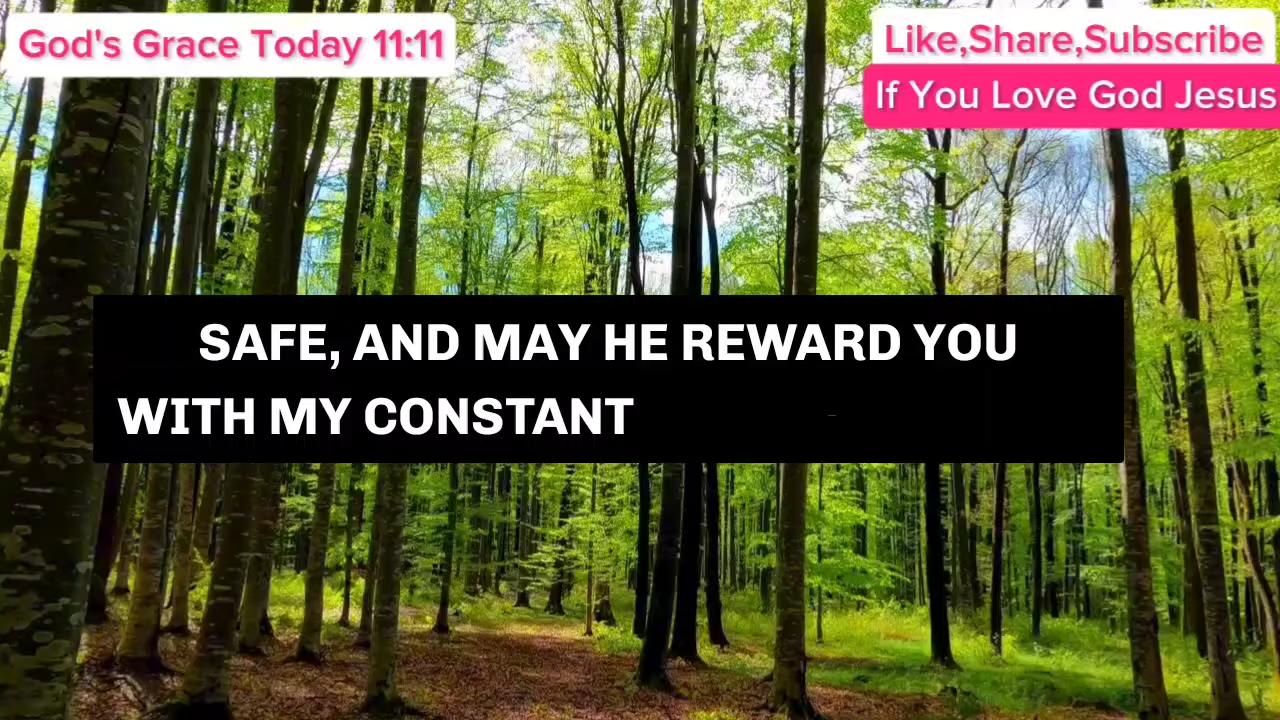 God's Grace Today 11:11
Like,Share,Subscribe
If You Love God Jesus
SAFE, AND MAY HE REWARD YOU
WITH MY CONSTANT